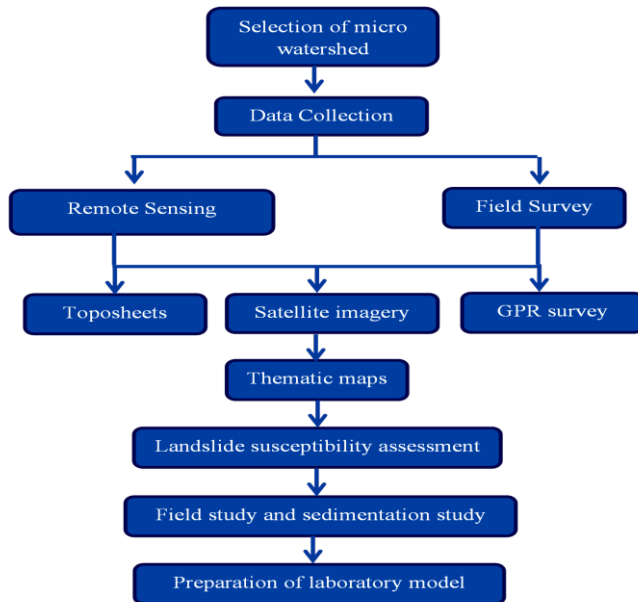 Selection of micro
watershed
Data Collection
Remote Sensing
Field Survey
Toposheets
Satellite imagery
GPR survey
Thematic maps
Landslide susceptibility assessment
Field study and sedimentation study
Preparation of laboratory model